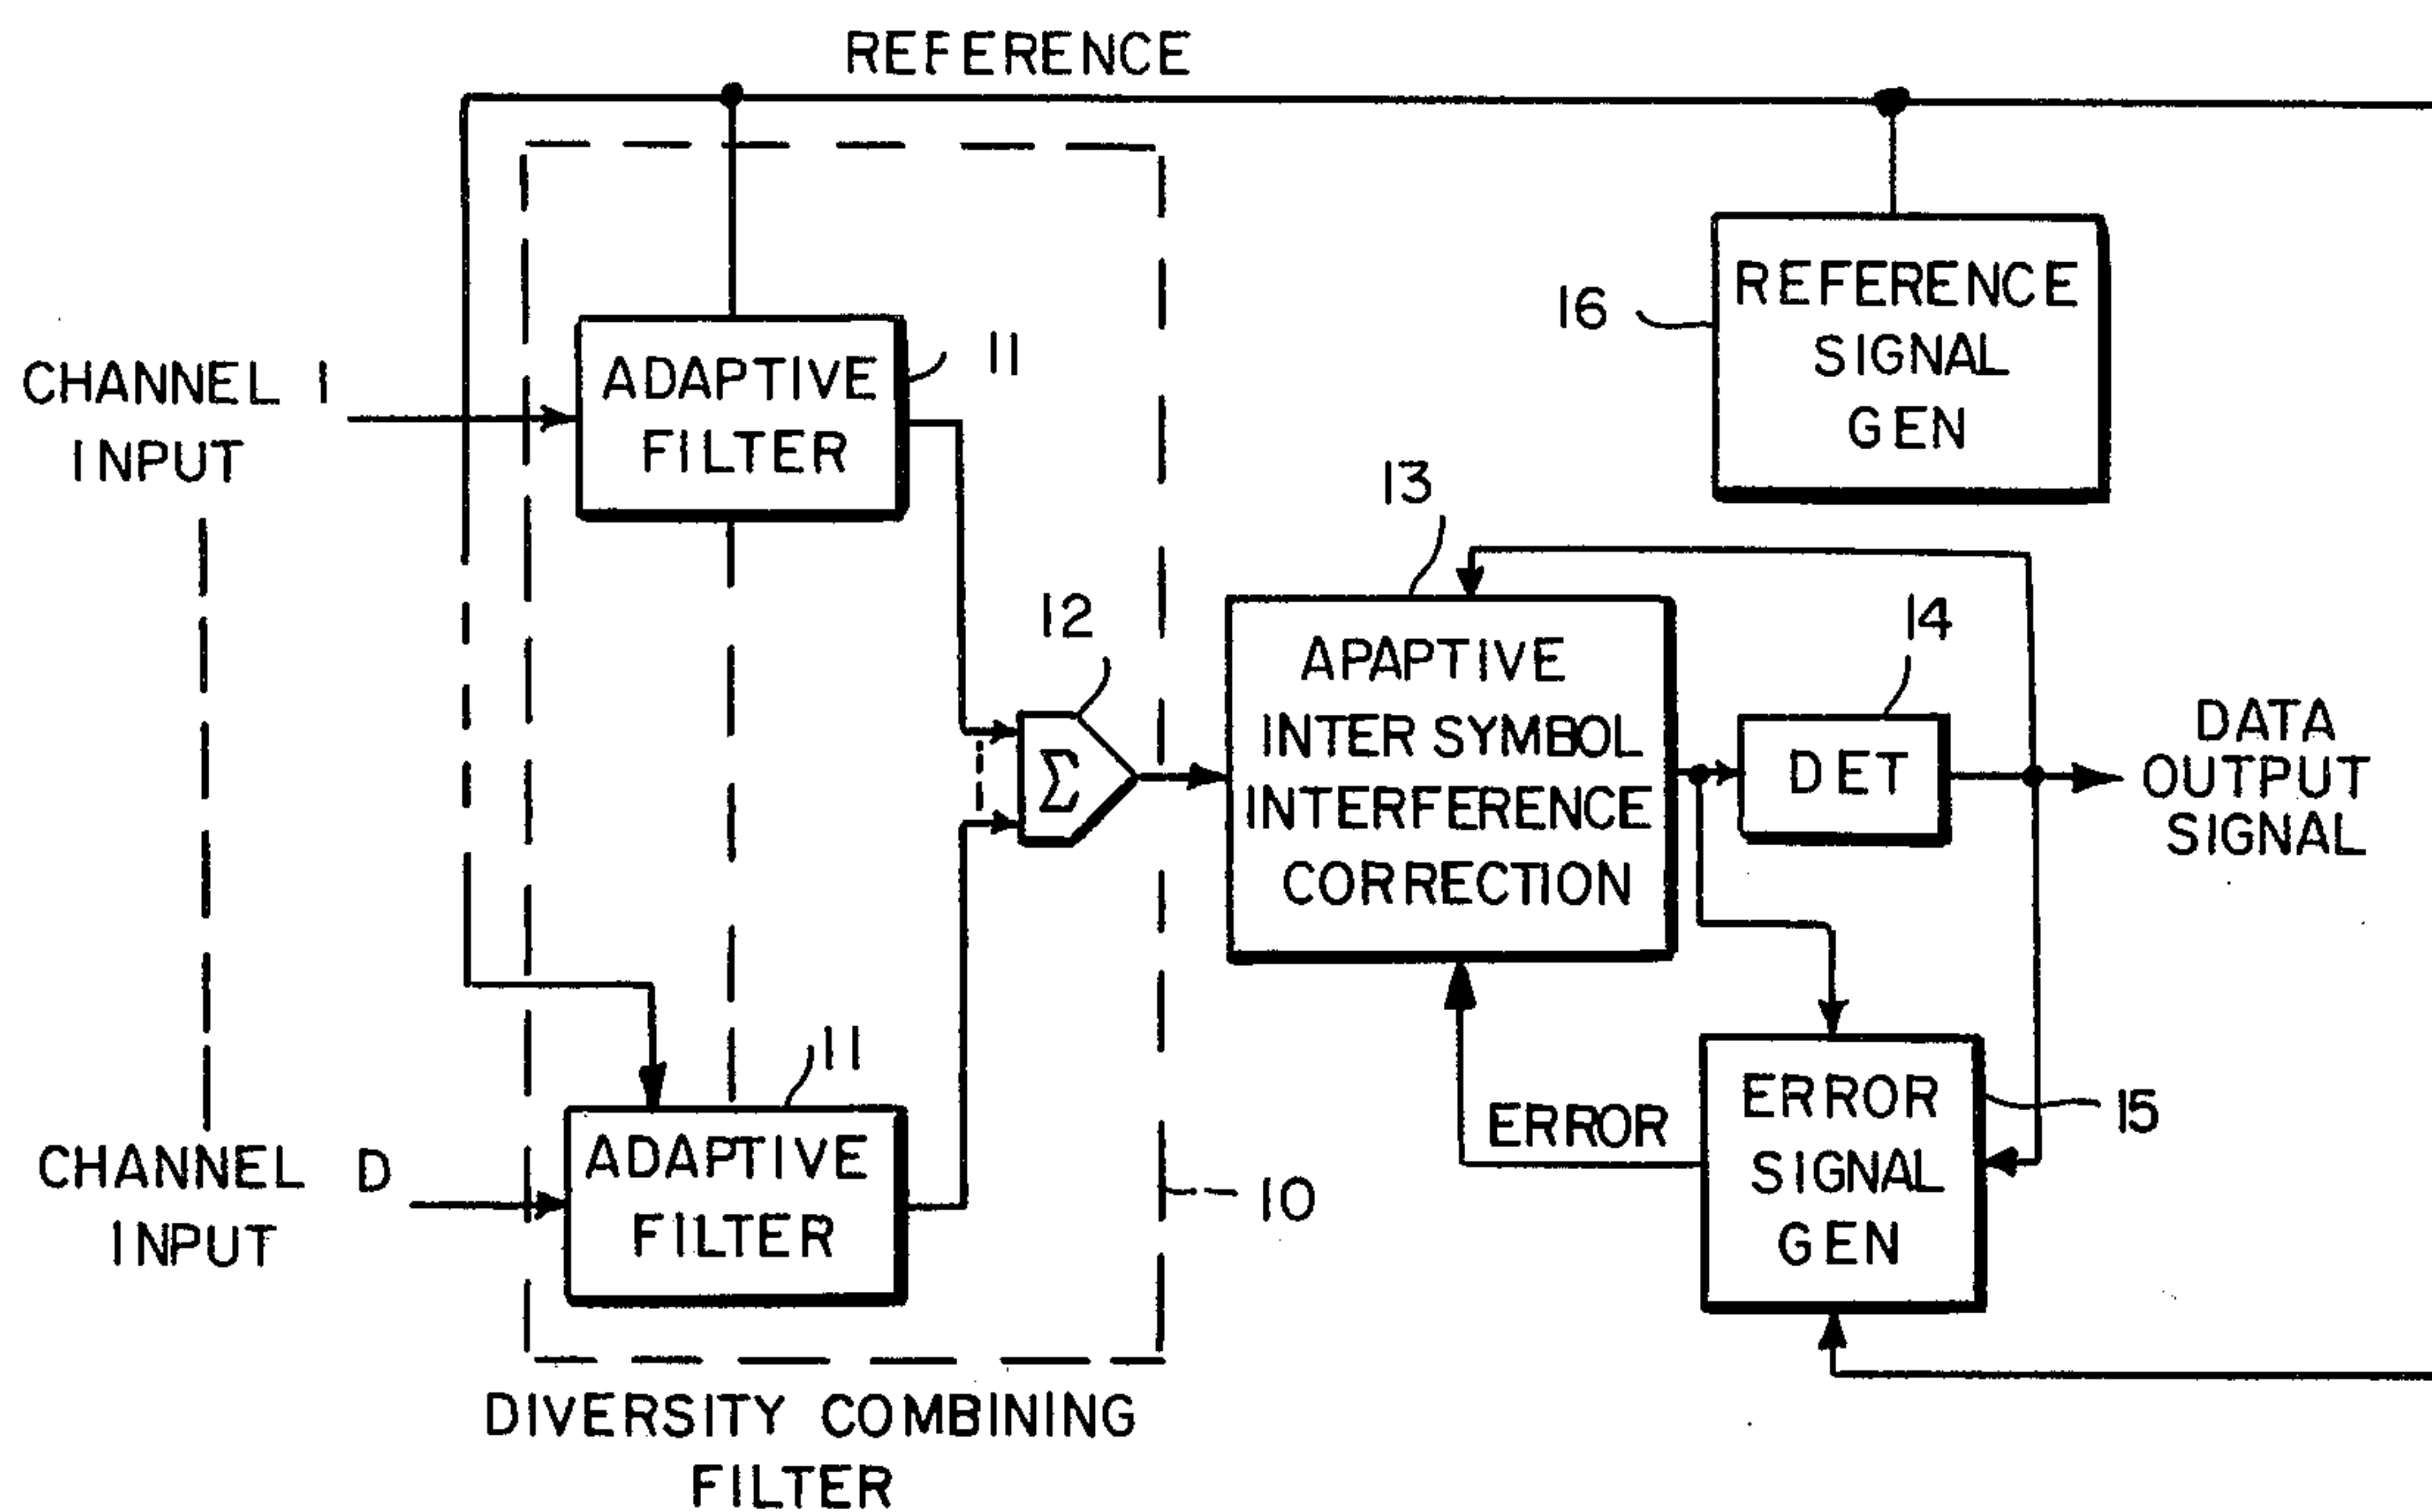 REFERENCE
CHANNEL 1
INPUT
ADAPTIVE
FILTER
11
16
REFERENCE
SIGNAL
GEN
13
12
Σ
APAPTIVE
INTER SYMBOL
INTERFERENCE
CORRECTION
14
DET
DATA
OUTPUT
SIGNAL
CHANNEL D
INPUT
ADAPTIVE
FILTER
11
10
ERROR
ERROR
SIGNAL
GEN
15
DIVERSITY COMBINING
FILTER